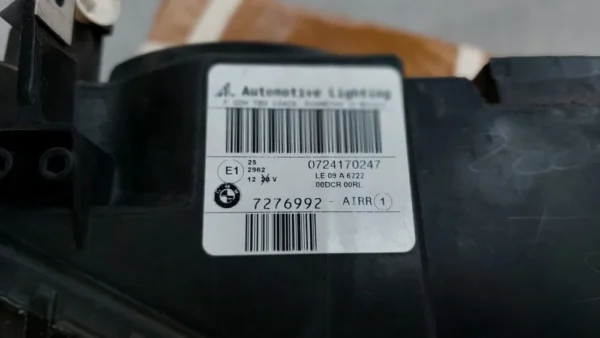 Automotive Lighting
E1
25
2962
12 V
0724170247
LE 09 A 6222
00DCR 00RL
7276992 - AIRR 1